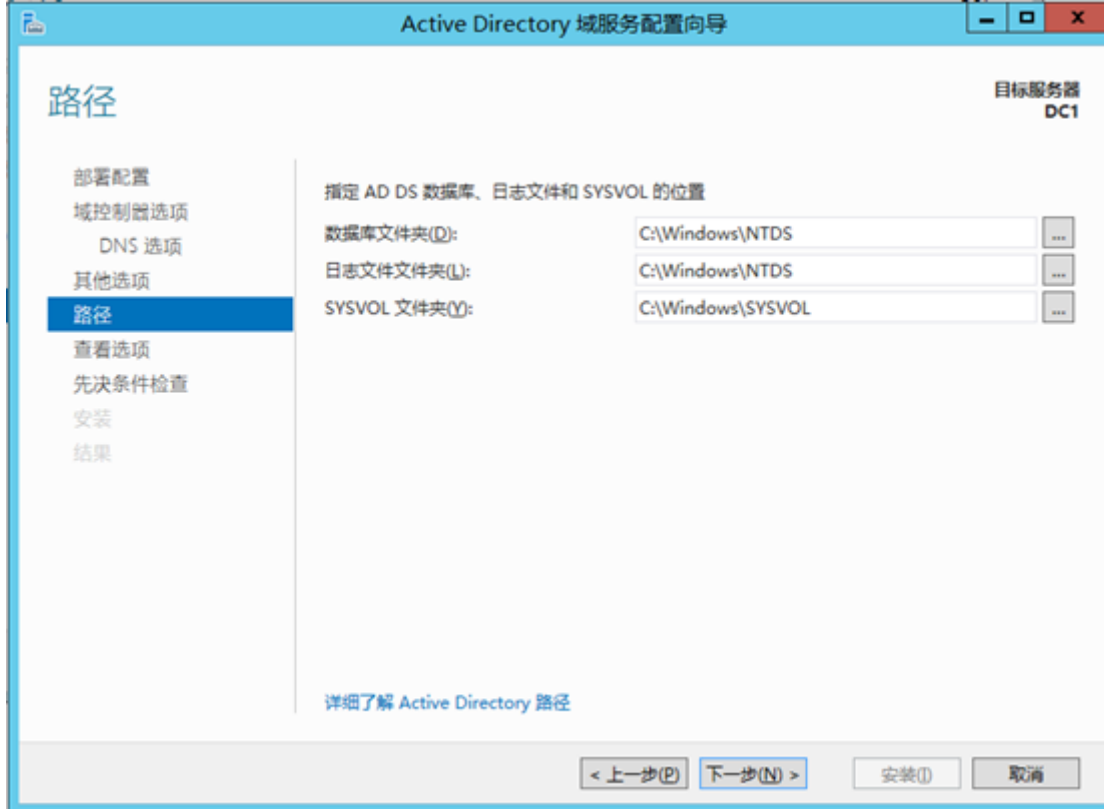 Active Directory 域服务配置向导
路径
目标服务器
DC1
部署配置
域控制器选项
DNS 选项
其他选项
路径
查看选项
先决条件检查
安装
结果
指定 AD DS 数据库、日志文件和 SYSVOL 的位置
数据库文件夹(D): C:\Windows\NTDS ...
日志文件文件夹(L): C:\Windows\NTDS ...
SYSVOL 文件夹(Y): C:\Windows\SYSVOL ...
详细了解 Active Directory 路径
< 上一步(P) 下一步(N) > 安装(I) 取消